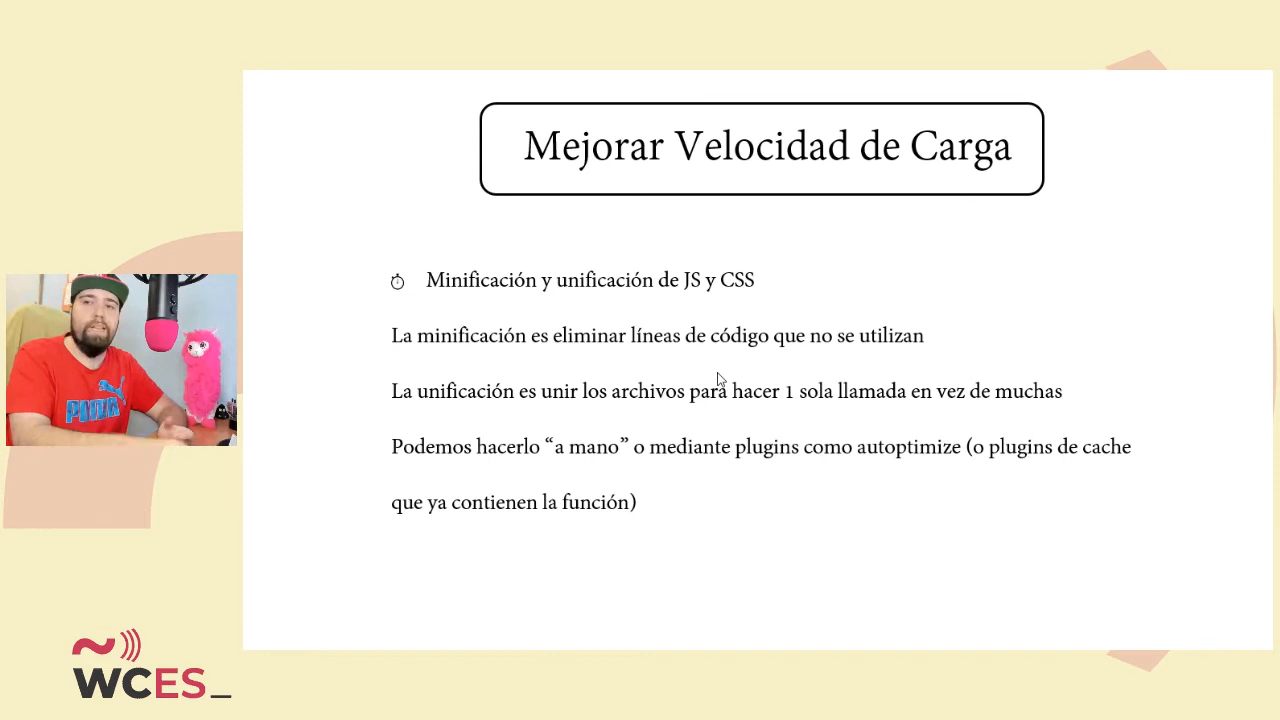 Mejorar Velocidad de Carga
Minificación y unificación de JS y CSS
La minificación es eliminar líneas de código que no se utilizan
La unificación es unir los archivos para hacer 1 sola llamada en vez de muchas
Podemos hacerlo “a mano” o mediante plugins como autoptimize (o plugins de cache
que ya contienen la función)
WCES_